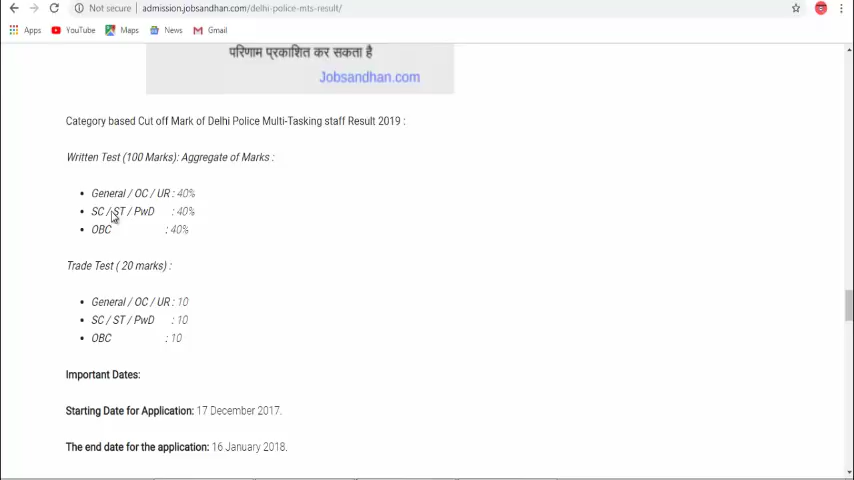 Not secure | admission.jobsandhan.com/delhi-police-mts-result/
Apps YouTube Maps News Gmail
परिणाम प्रकाशित कर सकता है
Jobsandhan.com
Category based Cut off Mark of Delhi Police Multi-Tasking staff Result 2019 :
Written Test (100 Marks): Aggregate of Marks :
• General / OC / UR : 40%
• SC / ST / PwD : 40%
• OBC : 40%
Trade Test ( 20 marks) :
• General / OC / UR : 10
• SC / ST / PwD : 10
• OBC : 10
Important Dates:
Starting Date for Application: 17 December 2017.
The end date for the application: 16 January 2018.